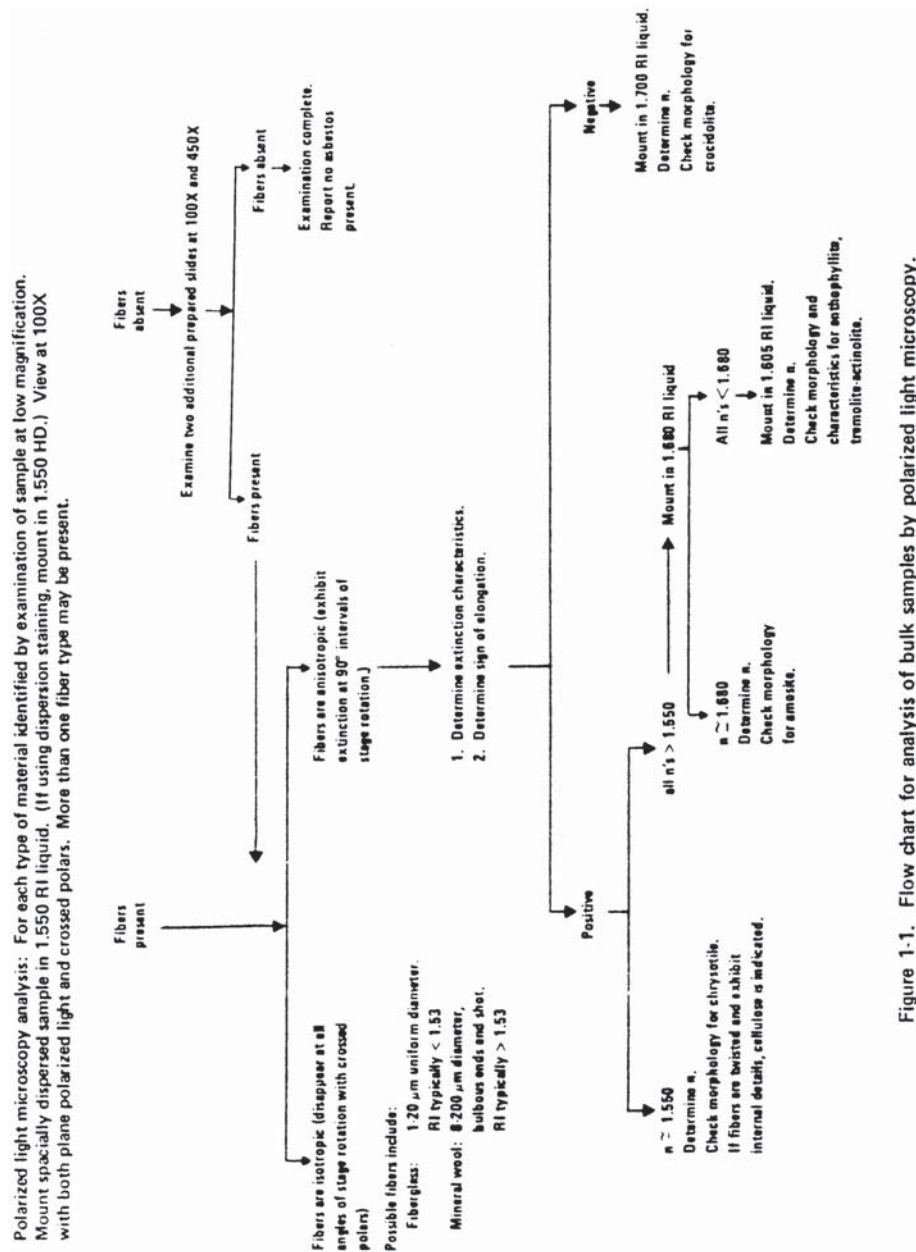 Polarized light microscopy analysis: For each type of material identified by examination of sample at low magnification.
Mount spacially dispersed sample in 1.550 RI liquid. (If using dispersion staining, mount in 1.550 HD.) View at 100X
with both plane polarized light and crossed polars. More than one fiber type may be present.
Fibers
present
Fibers
absent
Examine two additional prepared slides at 100X and 450X
Fibers present
Fibers absent
Examination complete.
Report no asbestos
present.
Fibers are isotropic (disappear at all
angles of stage rotation with crossed
polars)
Possible fibers include:
Fiberglass: 1-20 μm uniform diameter.
RI typically < 1.53
Mineral wool: 8-200 μm diameter,
bulbous ends and shot.
RI typically > 1.53
Fibers are anisotropic (exhibit
extinction at 90° intervals of
stage rotation)
1. Determine extinction characteristics.
2. Determine sign of elongation.
Positive
Negative
n ≃ 1.550
Determine n.
Check morphology for chrysotile.
If fibers are twisted and exhibit
internal details, cellulose is indicated.
all n's > 1.550
Mount in 1.680 RI liquid
n ≃ 1.680
Determine n.
Check morphology
for amosite.
All n's < 1.680
Mount in 1.605 RI liquid.
Determine n.
Check morphology and
characteristics for anthophyllite,
tremolite-actinolite.
Mount in 1.700 RI liquid.
Determine n.
Check morphology for
crocidolite.
Figure 1-1. Flow chart for analysis of bulk samples by polarized light microscopy.